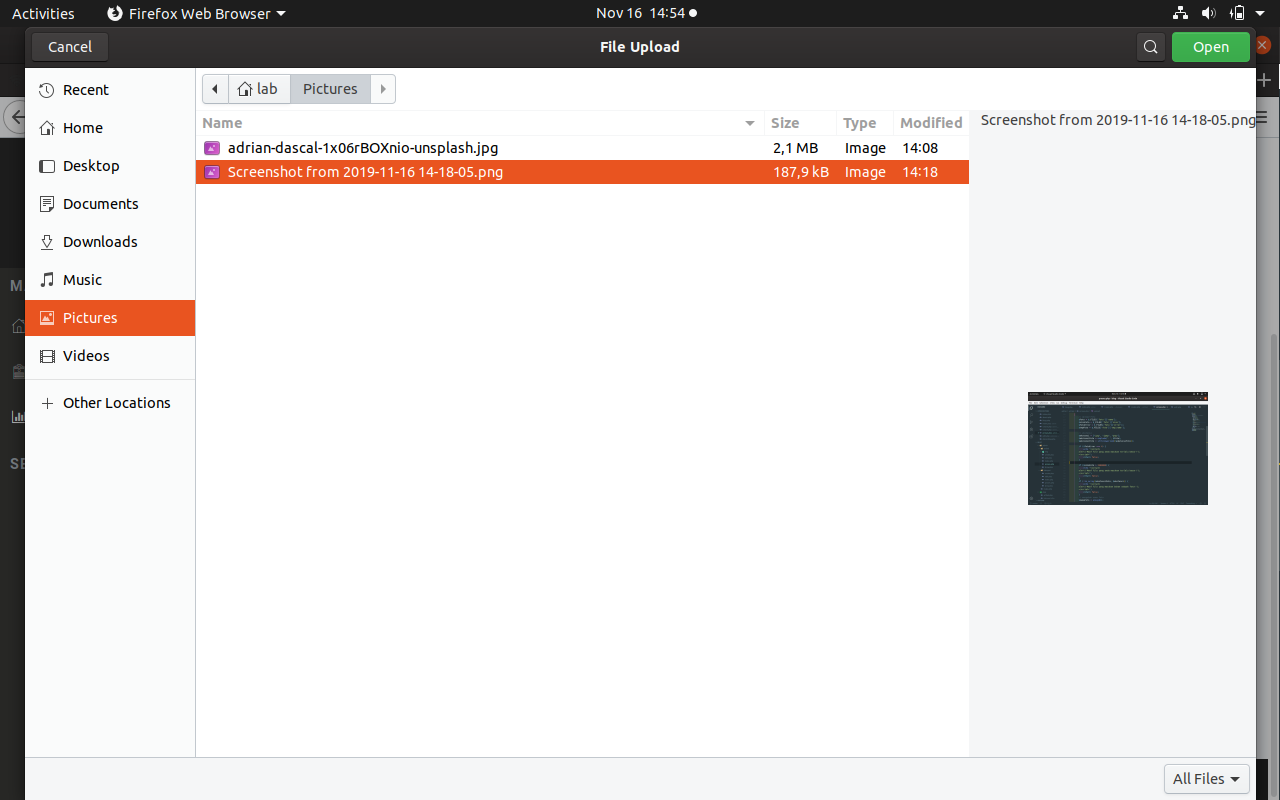 Activities Firefox Web Browser Nov 16 14:54
Cancel File Upload Open
Recent
Home
Desktop
Documents
Downloads
Music
Pictures
Videos
Other Locations
lab Pictures
Name Size Type Modified
adrian-dascal-1x06rBOXnio-unsplash.jpg 2,1 MB Image 14:08
Screenshot from 2019-11-16 14-18-05.png 187,9 kB Image 14:18
Screenshot from 2019-11-16 14-18-05.png
All Files